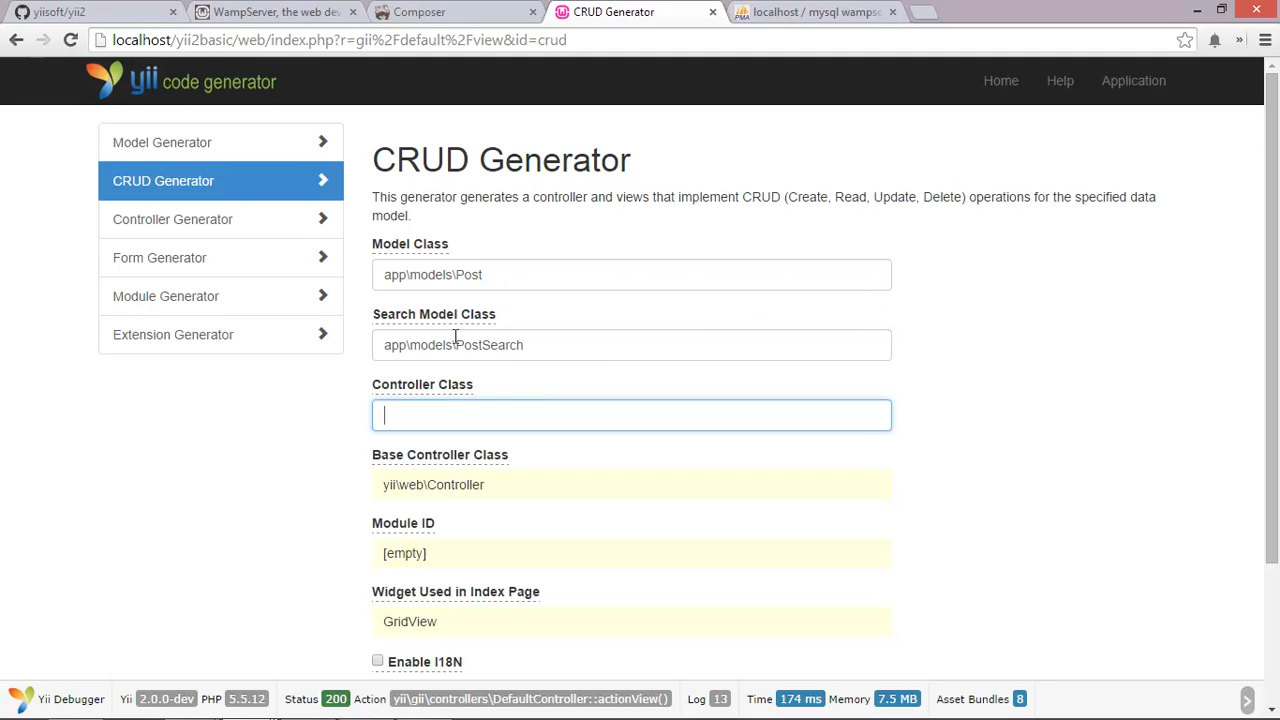 yiisoft/yii2
WampServer, the web dev
Composer
CRUD Generator
localhost / mysql wampse
localhost/yii2basic/web/index.php?r=gii%2Fdefault%2Fview&id=crud
yii code generator
Home
Help
Application
Model Generator
CRUD Generator
Controller Generator
Form Generator
Module Generator
Extension Generator
CRUD Generator
This generator generates a controller and views that implement CRUD (Create, Read, Update, Delete) operations for the specified data
model.
Model Class
app\models\Post
Search Model Class
app\models\PostSearch
Controller Class
Base Controller Class
yii\web\Controller
Module ID
[empty]
Widget Used in Index Page
GridView
Enable I18N
Yii Debugger
Yii 2.0.0-dev PHP 5.5.12
Status 200 Action yii\gii\controllers\DefaultController::actionView()
Log 13
Time 174 ms Memory 7.5 MB
Asset Bundles 8